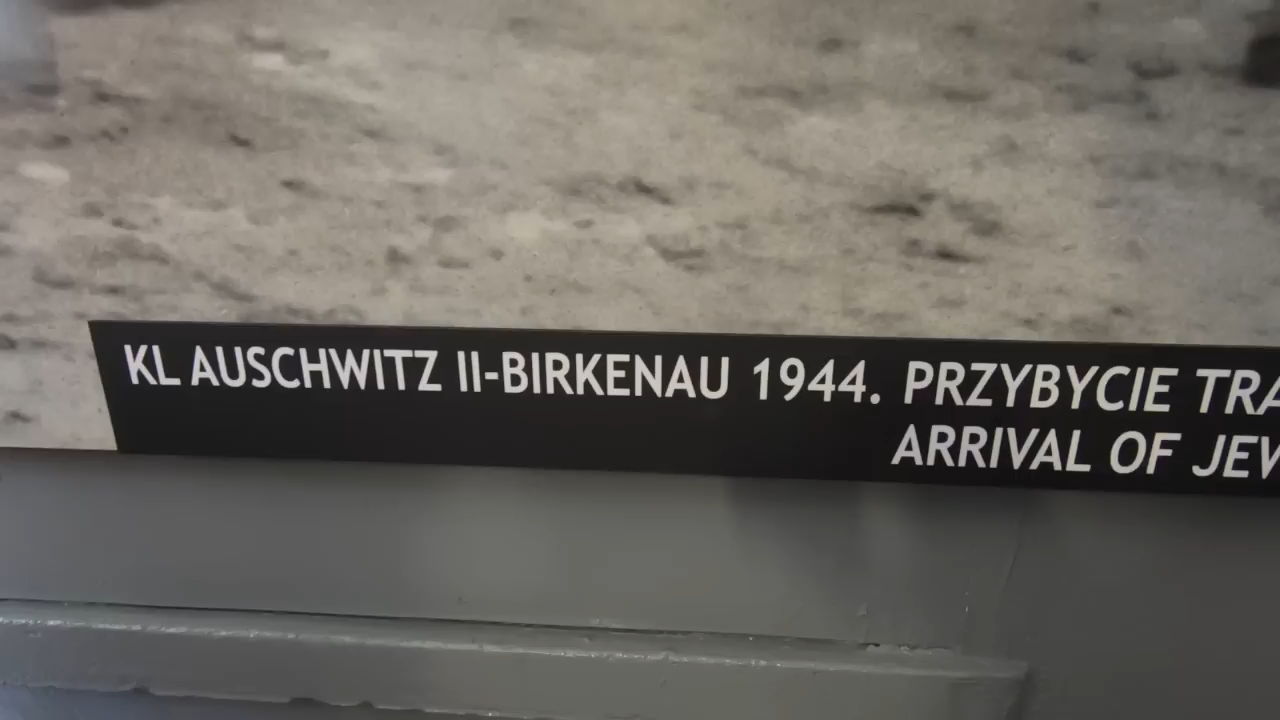 KL AUSCHWITZ II-BIRKENAU 1944. PRZYBYCIE
ARRIVAL OF